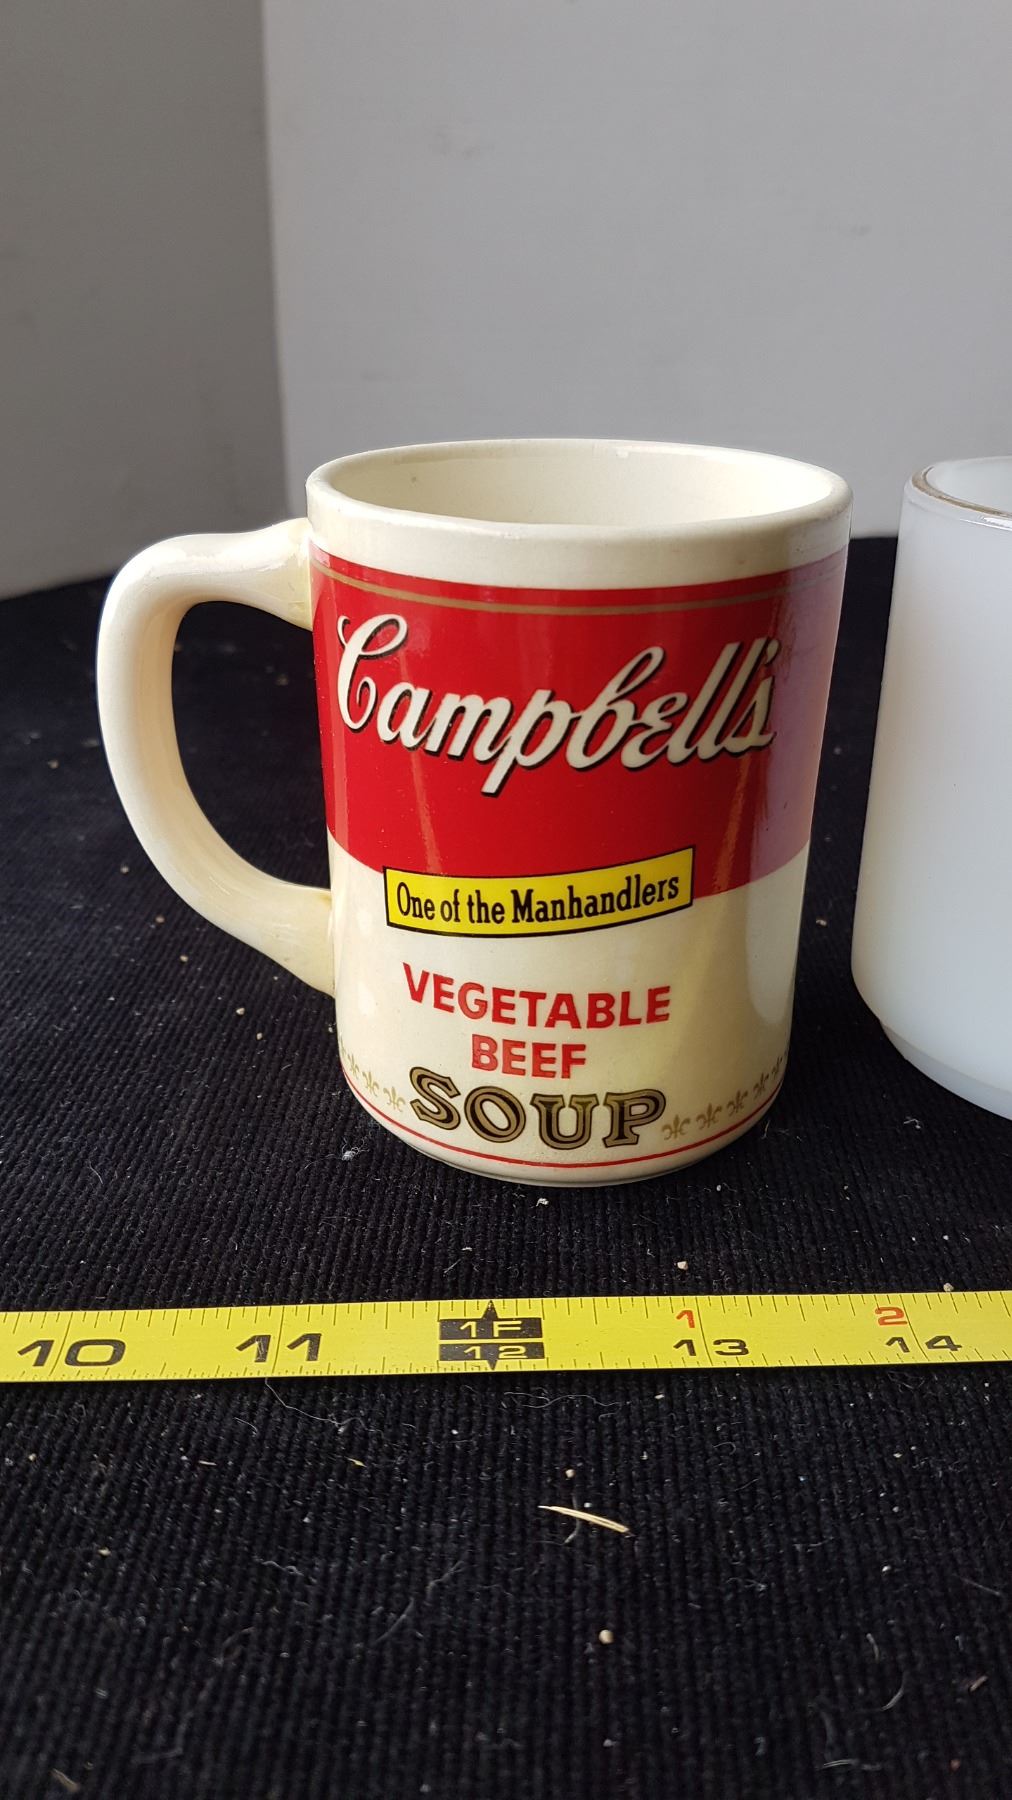 Campbell's
One of the Manhandlers
VEGETABLE
BEEF
SOUP
1F 1 2
10 11 12 13 14